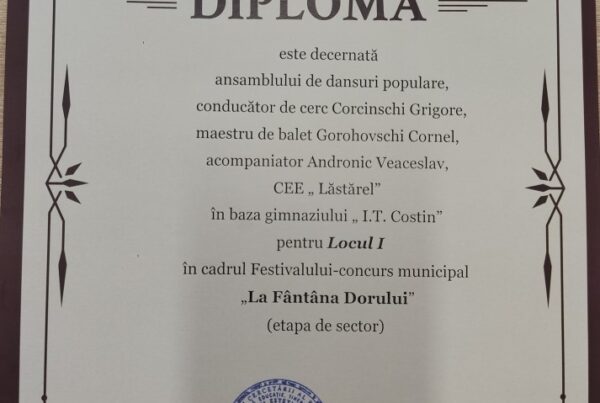 DIPLOMA
este decernată
ansamblului de dansuri populare,
conducător de cerc Corcinschi Grigore,
maestru de balet Gorohovschi Cornel,
acompaniator Andronic Veaceslav,
CEE „ Lăstărel”
în baza gimnaziului „ I.T. Costin”
pentru Locul I
în cadrul Festivalului-concurs municipal
„La Fântâna Dorului”
(etapa de sector)